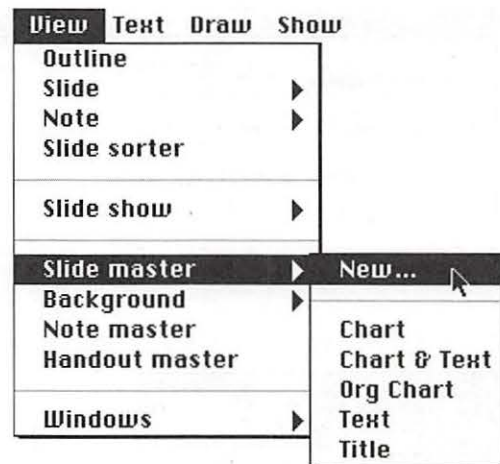 View Text Draw Show
Outline
Slide
Note
Slide sorter
Slide show
Slide master
Background
Note master
Handout master
Windows
New...
Chart
Chart & Text
Org Chart
Text
Title